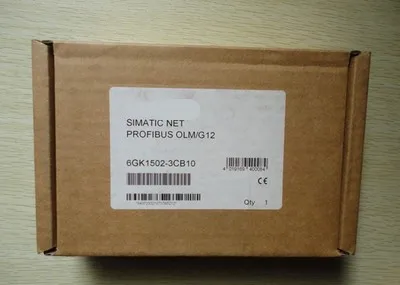 SIMATIC NET
PROFIBUS OLM/G12
6GK1502-3CB10
Qty 1